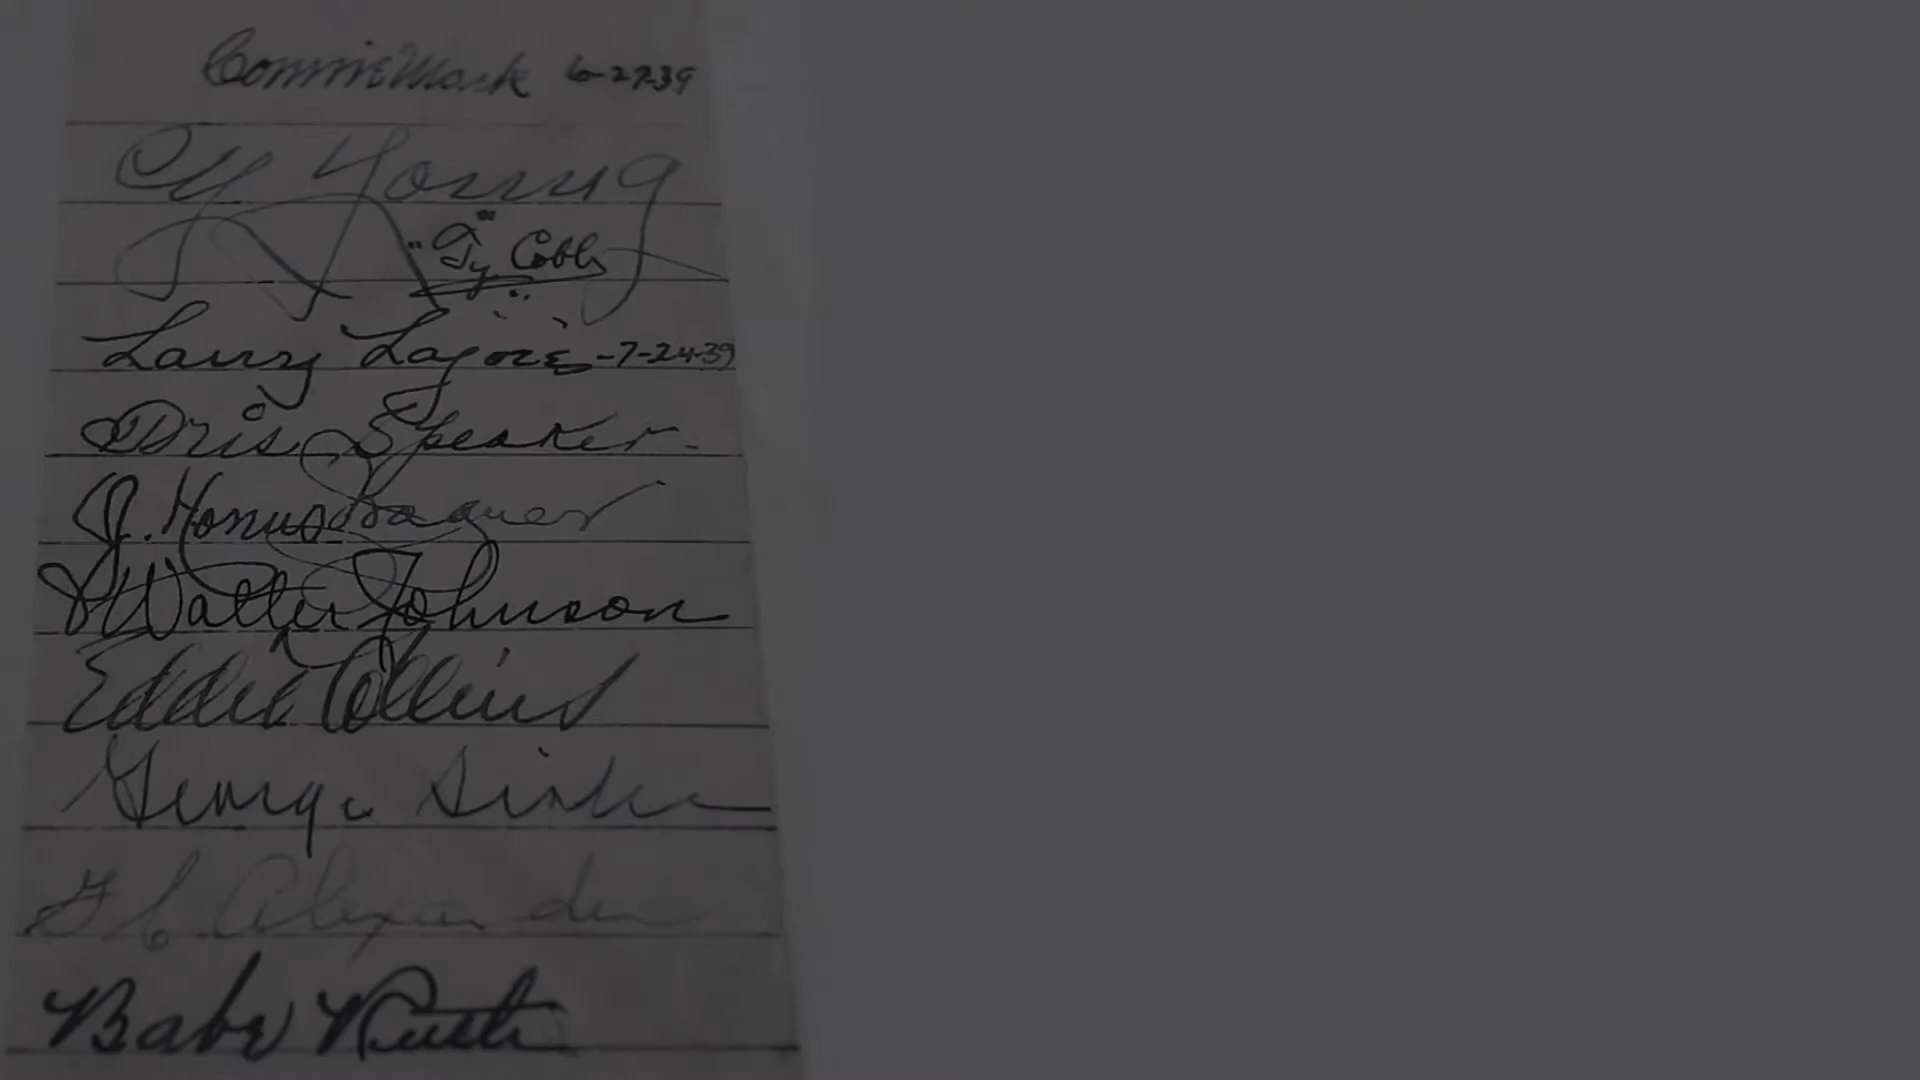 Connie Mack 6-27-39
Cy Young
"Ty Cobb"
Larry Lajoie -7-24-39
Tris Speaker.
J. Honus Wagner
Walter Johnson
Eddie Collins
George Sisler
G C Alexander
Babe Ruth